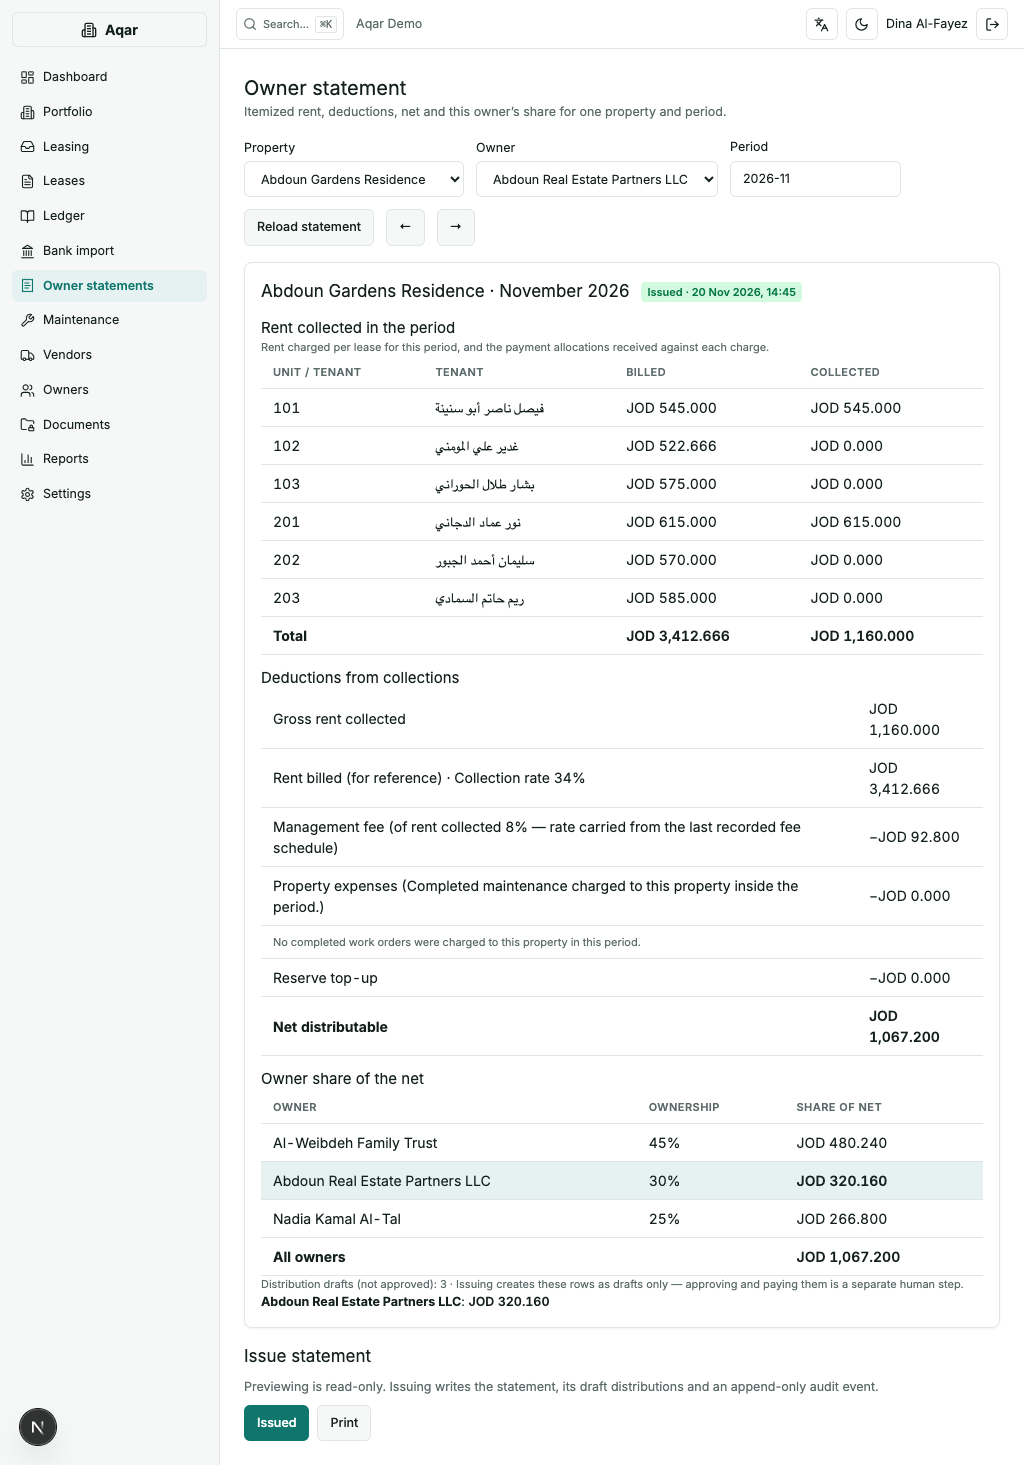 Aqar
Search... ⌘K
Aqar Demo
Dina Al-Fayez
Dashboard
Portfolio
Leasing
Leases
Ledger
Bank import
Owner statements
Maintenance
Vendors
Owners
Documents
Reports
Settings
Owner statement
Itemized rent, deductions, net and this owner's share for one property and period.
Property
Owner
Period
Abdoun Gardens Residence
Abdoun Real Estate Partners LLC
2026-11
Reload statement
←
→
Abdoun Gardens Residence · November 2026 Issued · 20 Nov 2026, 14:45
Rent collected in the period
Rent charged per lease for this period, and the payment allocations received against each charge.
UNIT / TENANT TENANT BILLED COLLECTED
101 فيصل ناصر أبو سنينة JOD 545.000 JOD 545.000
102 غدير علي المومني JOD 522.666 JOD 0.000
103 بشار طلال الحوراني JOD 575.000 JOD 0.000
201 نور عماد الدجاني JOD 615.000 JOD 615.000
202 سليمان أحمد الجبور JOD 570.000 JOD 0.000
203 ريم حاتم السمادي JOD 585.000 JOD 0.000
Total JOD 3,412.666 JOD 1,160.000
Deductions from collections
Gross rent collected JOD
1,160.000
Rent billed (for reference) · Collection rate 34% JOD
3,412.666
Management fee (of rent collected 8% — rate carried from the last recorded fee
schedule) −JOD 92.800
Property expenses (Completed maintenance charged to this property inside the
period.) −JOD 0.000
No completed work orders were charged to this property in this period.
Reserve top-up −JOD 0.000
Net distributable JOD
1,067.200
Owner share of the net
OWNER OWNERSHIP SHARE OF NET
Al-Weibdeh Family Trust 45% JOD 480.240
Abdoun Real Estate Partners LLC 30% JOD 320.160
Nadia Kamal Al-Tal 25% JOD 266.800
All owners JOD 1,067.200
Distribution drafts (not approved): 3 · Issuing creates these rows as drafts only — approving and paying them is a separate human step.
Abdoun Real Estate Partners LLC: JOD 320.160
Issue statement
Previewing is read-only. Issuing writes the statement, its draft distributions and an append-only audit event.
Issued
Print
N